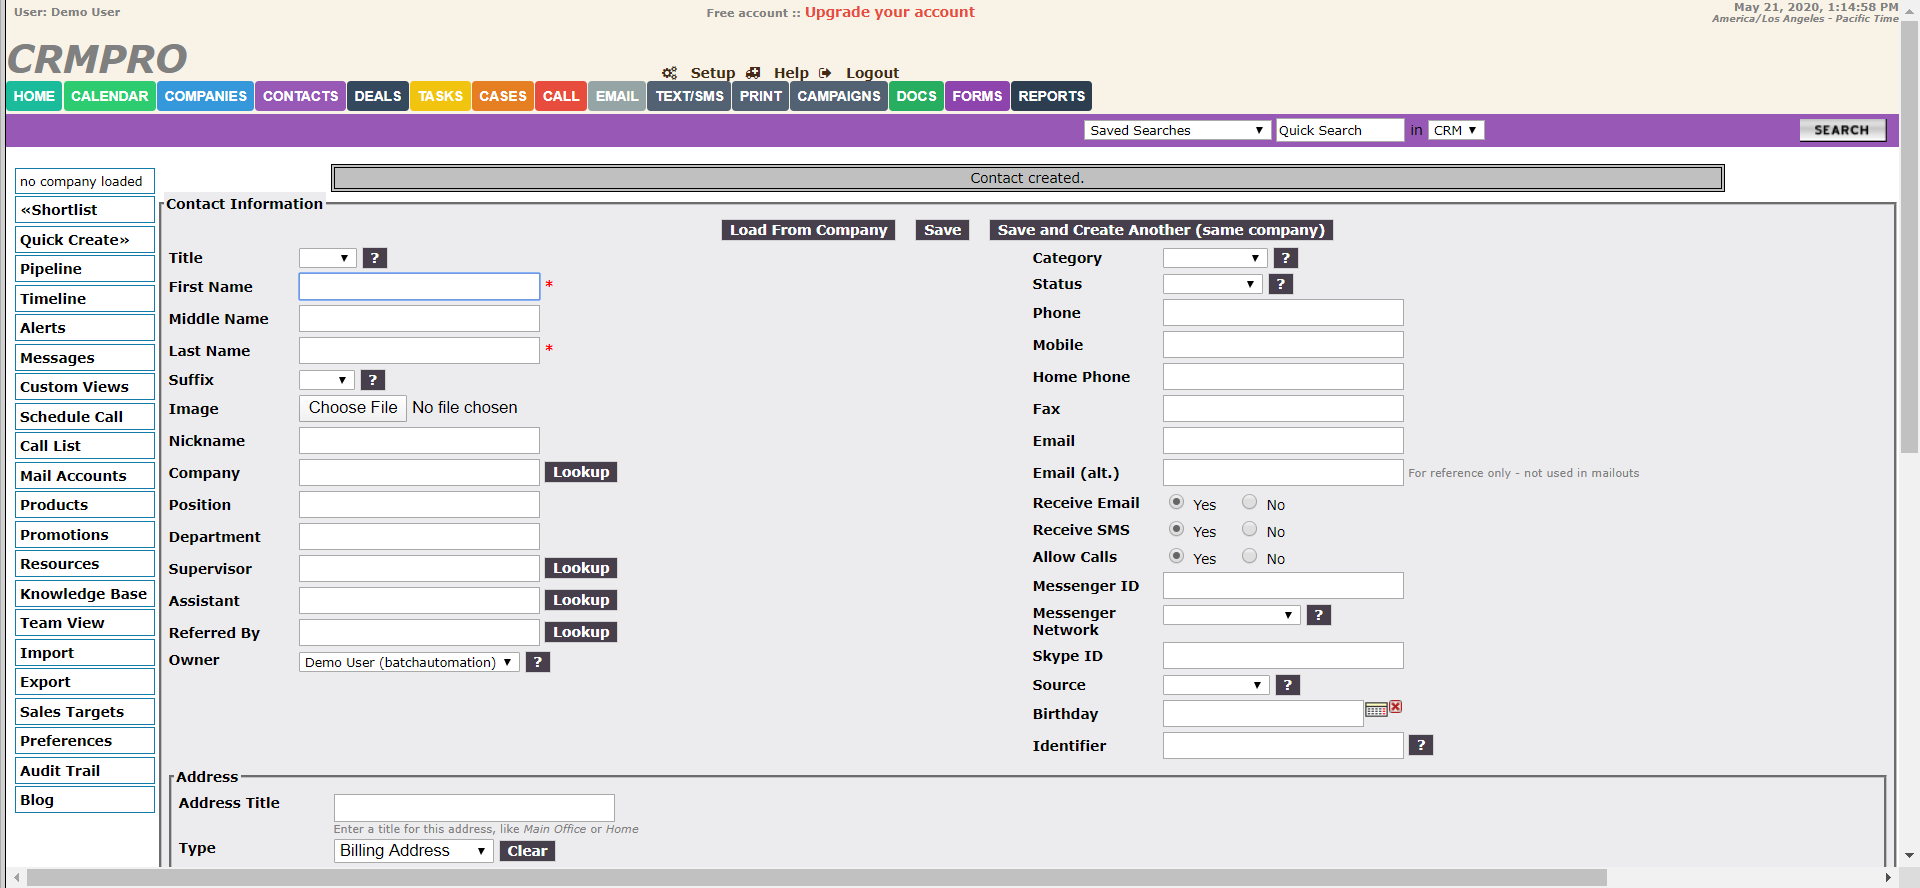 User: Demo User
Free account :: Upgrade your account
May 21, 2020, 1:14:58 PM
America/Los Angeles - Pacific Time
CRMPRO
Setup Help Logout
HOME CALENDAR COMPANIES CONTACTS DEALS TASKS CASES CALL EMAIL TEXT/SMS PRINT CAMPAIGNS DOCS FORMS REPORTS
Saved Searches Quick Search in CRM SEARCH
no company loaded
«Shortlist
Quick Create»
Pipeline
Timeline
Alerts
Messages
Custom Views
Schedule Call
Call List
Mail Accounts
Products
Promotions
Resources
Knowledge Base
Team View
Import
Export
Sales Targets
Preferences
Audit Trail
Blog
Contact created.
Contact Information
Load From Company Save Save and Create Another (same company)
Title ?
First Name *
Middle Name
Last Name *
Suffix ?
Image Choose File No file chosen
Nickname
Company Lookup
Position
Department
Supervisor Lookup
Assistant Lookup
Referred By Lookup
Owner Demo User (batchautomation) ?
Category ?
Status ?
Phone
Mobile
Home Phone
Fax
Email
Email (alt.) For reference only - not used in mailouts
Receive Email Yes No
Receive SMS Yes No
Allow Calls Yes No
Messenger ID
Messenger
Network ?
Skype ID
Source ?
Birthday
Identifier ?
Address
Address Title
Enter a title for this address, like Main Office or Home
Type Billing Address Clear